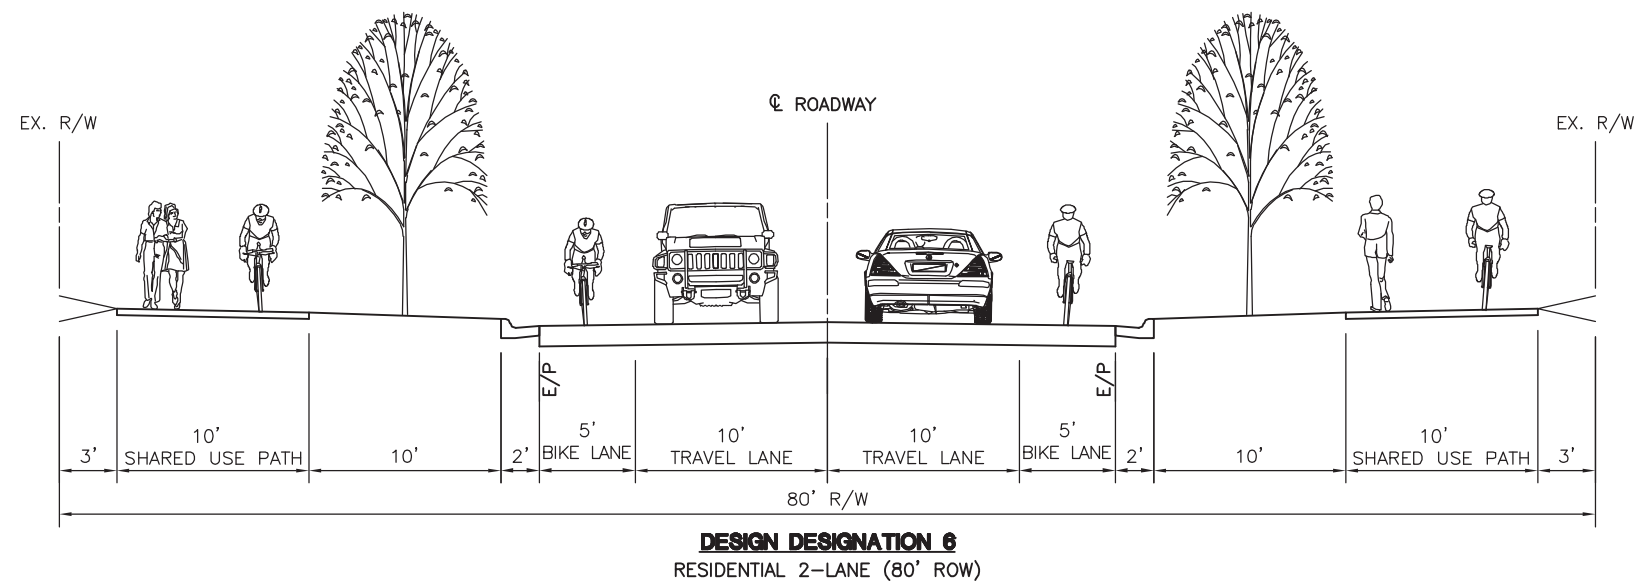 ℄ ROADWAY
EX. R/W
EX. R/W
E/P
E/P
3'
10'
SHARED USE PATH
10'
2'
5'
BIKE LANE
10'
TRAVEL LANE
10'
TRAVEL LANE
5'
BIKE LANE
2'
10'
10'
SHARED USE PATH
3'
80' R/W
DESIGN DESIGNATION 6
RESIDENTIAL 2-LANE (80' ROW)